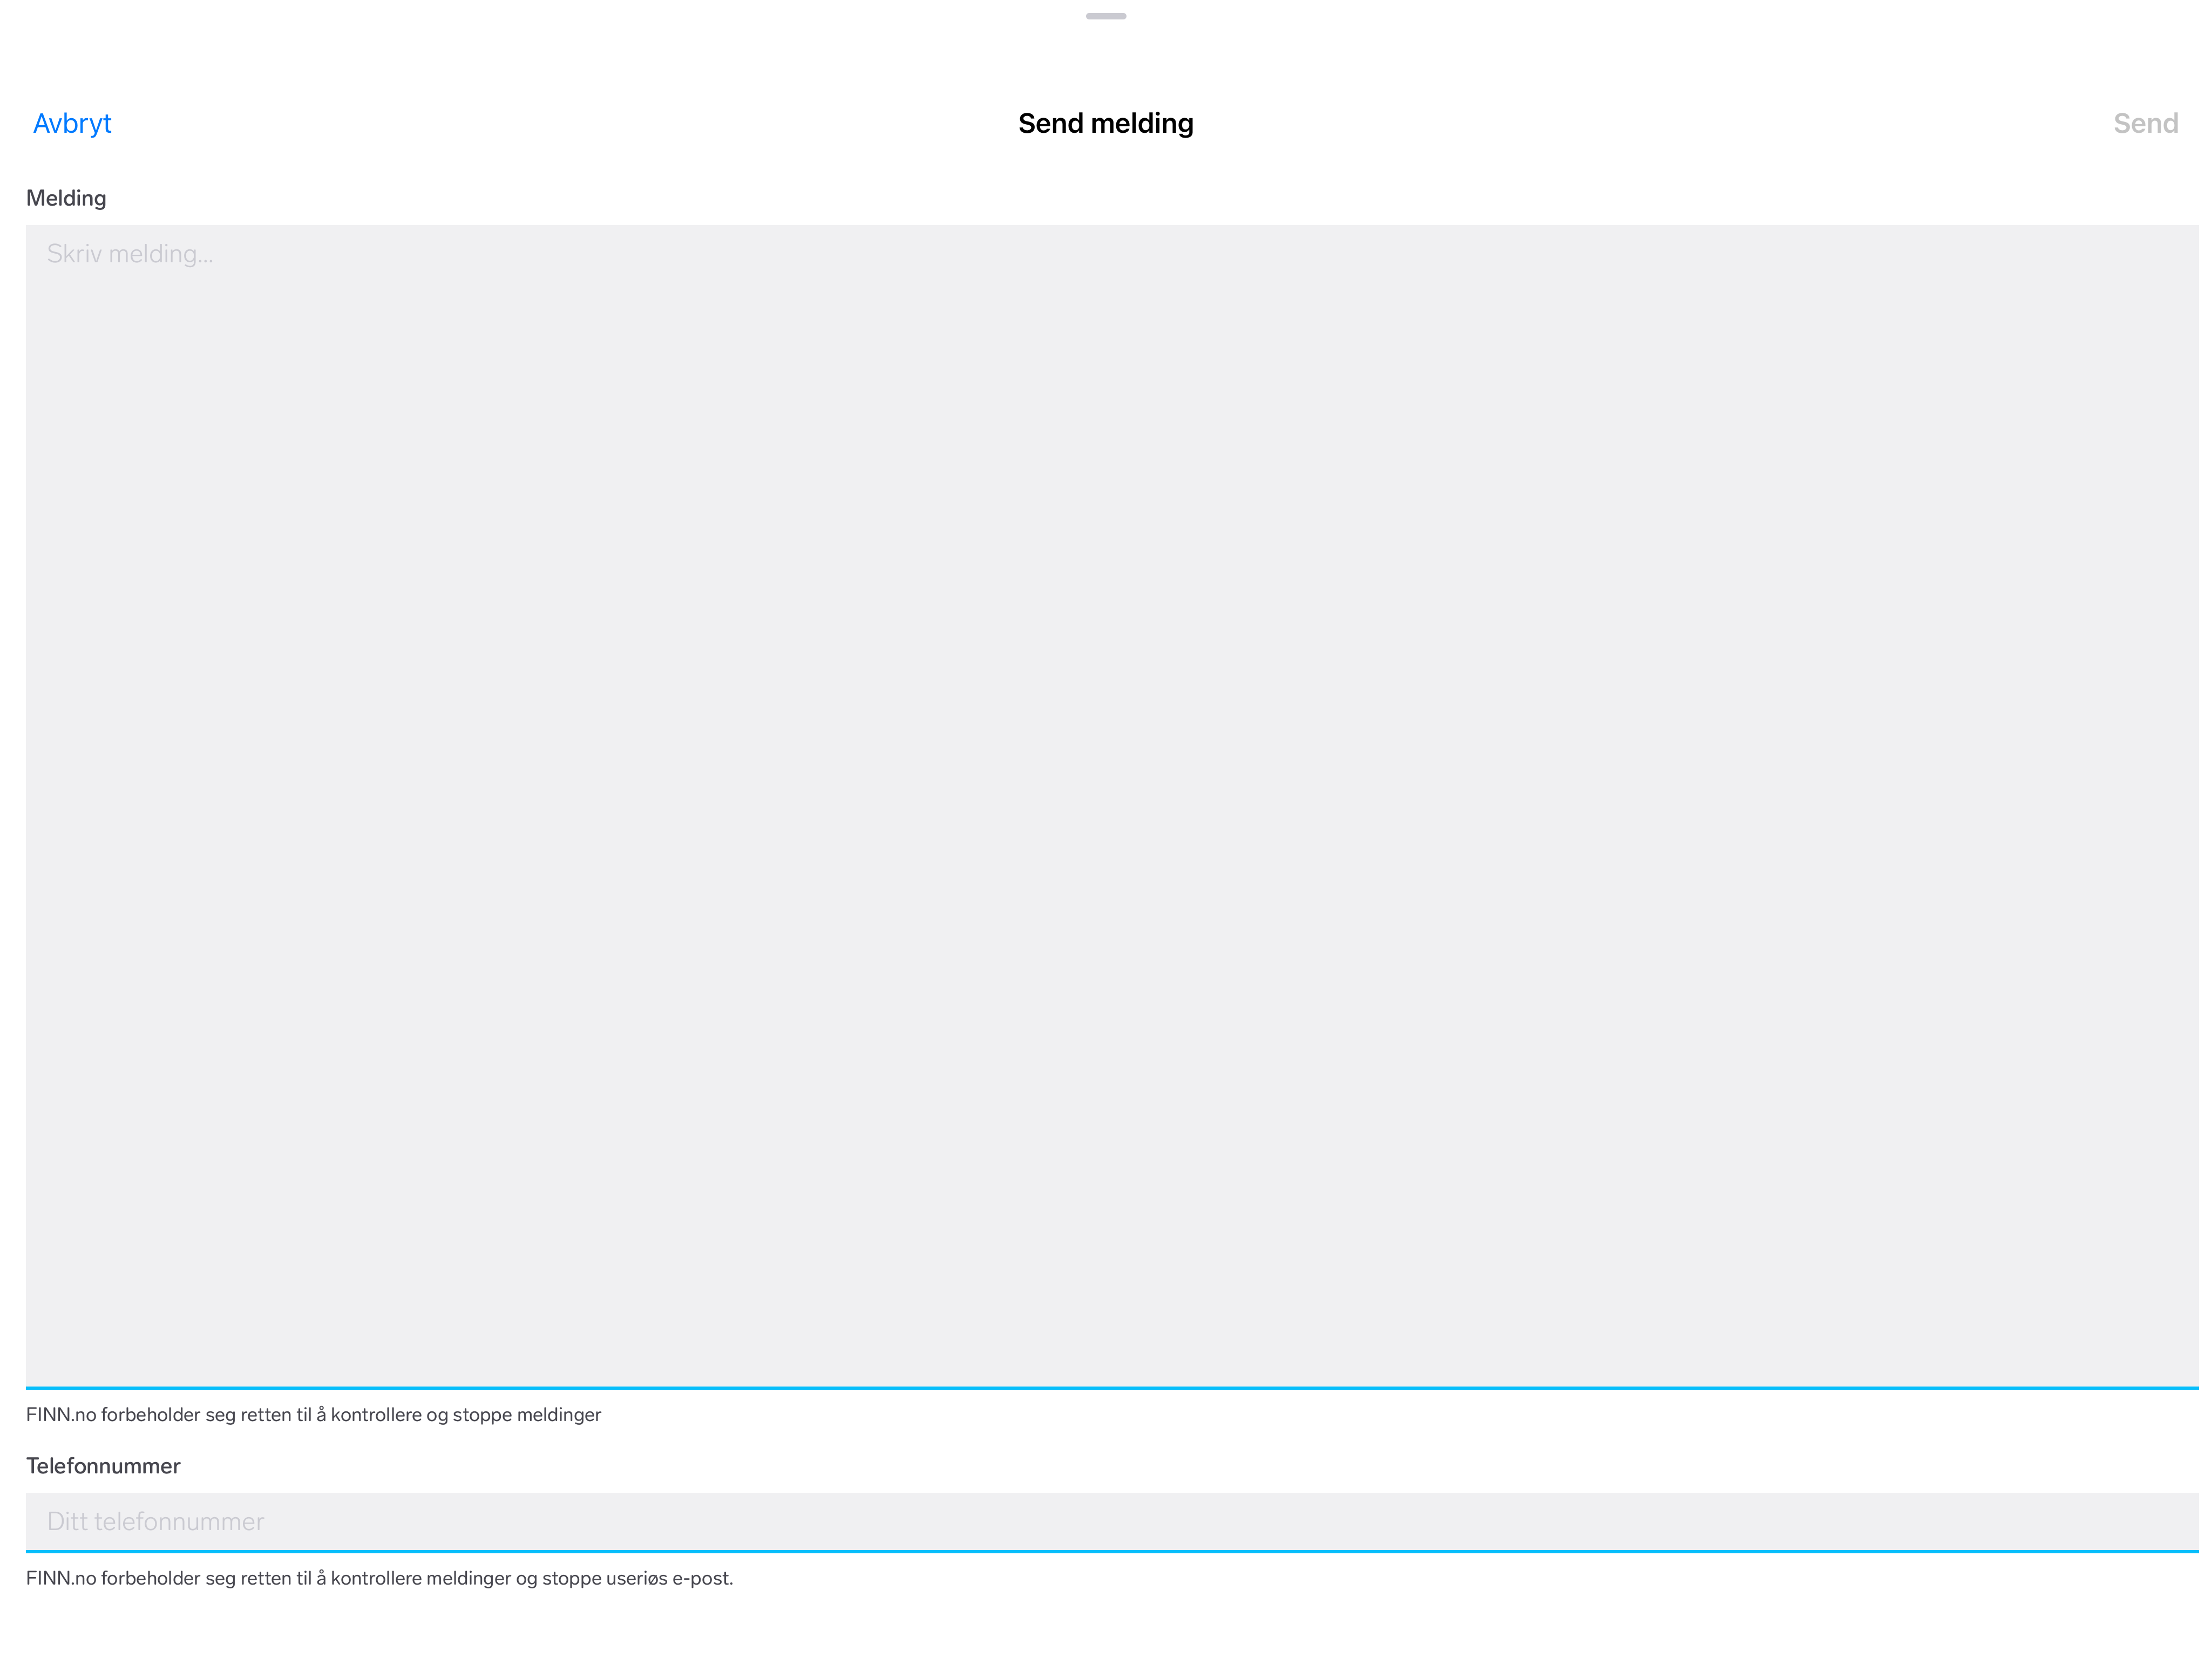 Avbryt
Send melding
Send
Melding
Skriv melding...
FINN.no forbeholder seg retten til å kontrollere og stoppe meldinger
Telefonnummer
Ditt telefonnummer
FINN.no forbeholder seg retten til å kontrollere meldinger og stoppe useriøs e-post.